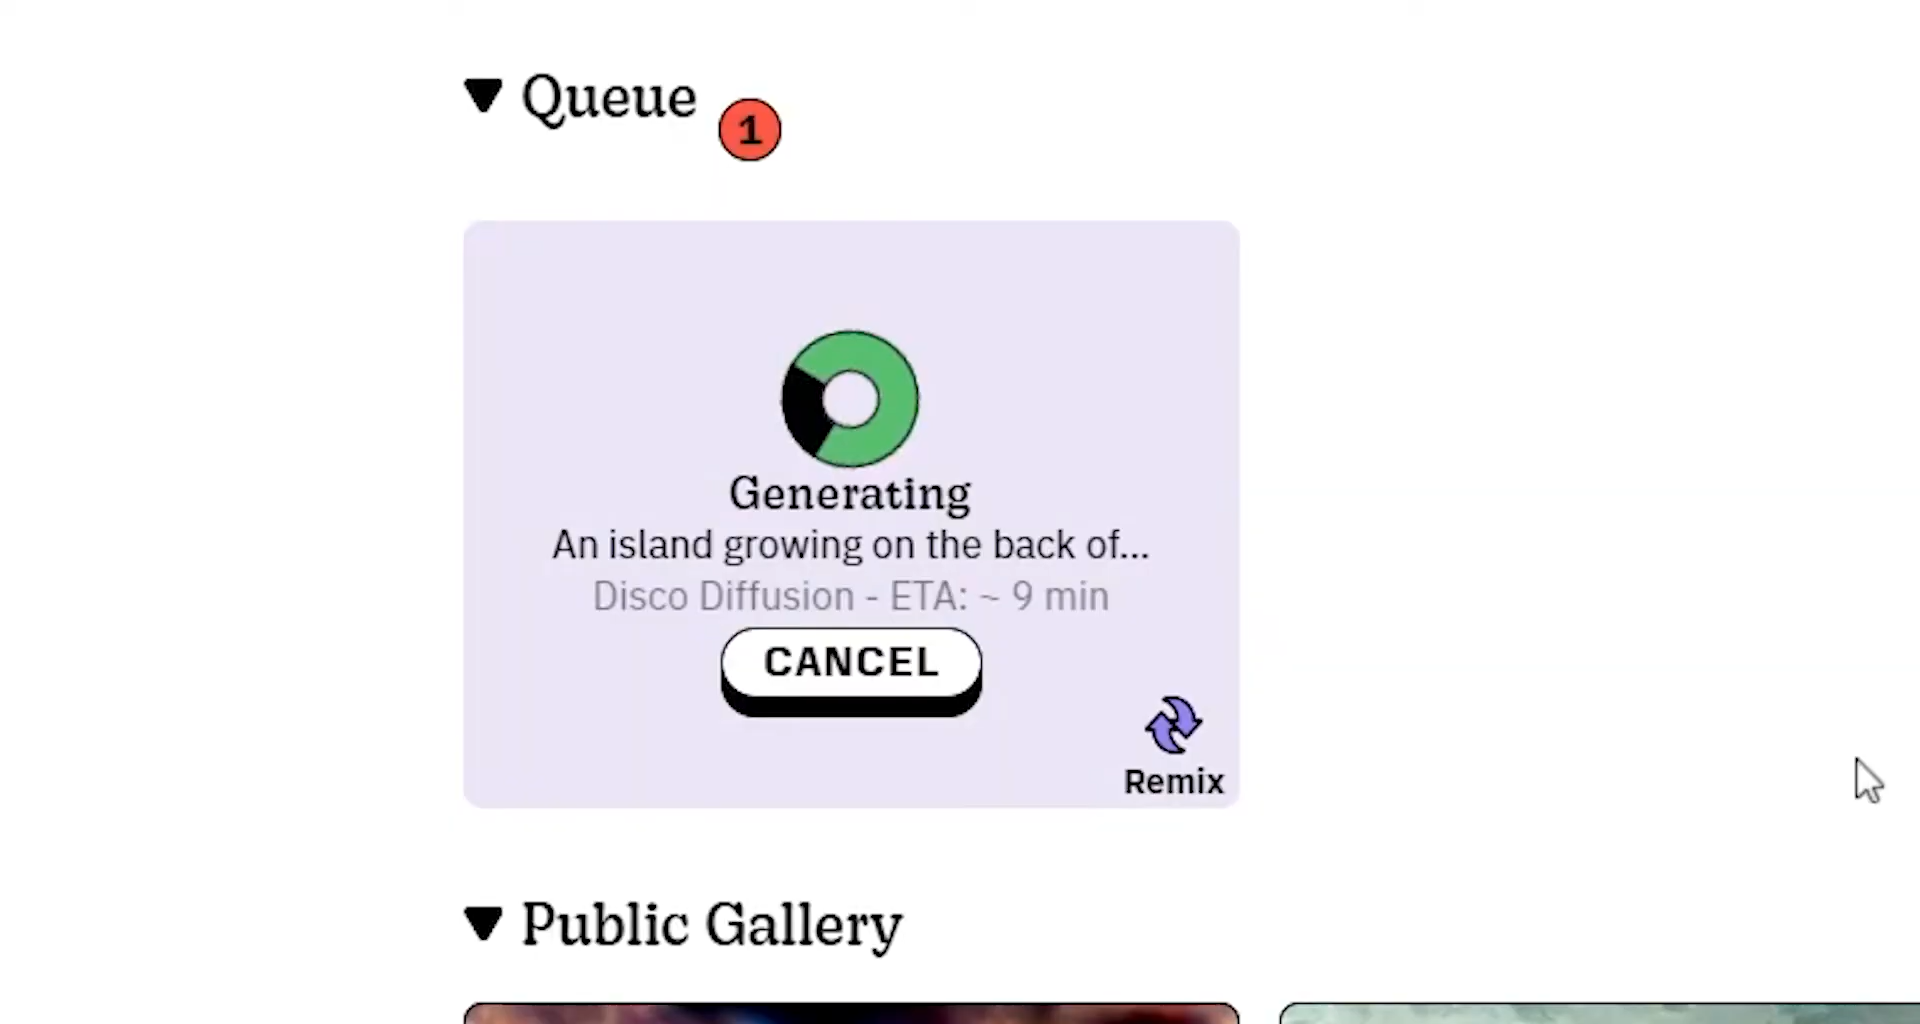 Queue
1
Generating
An island growing on the back of...
Disco Diffusion - ETA: ~ 9 min
CANCEL
Remix
Public Gallery